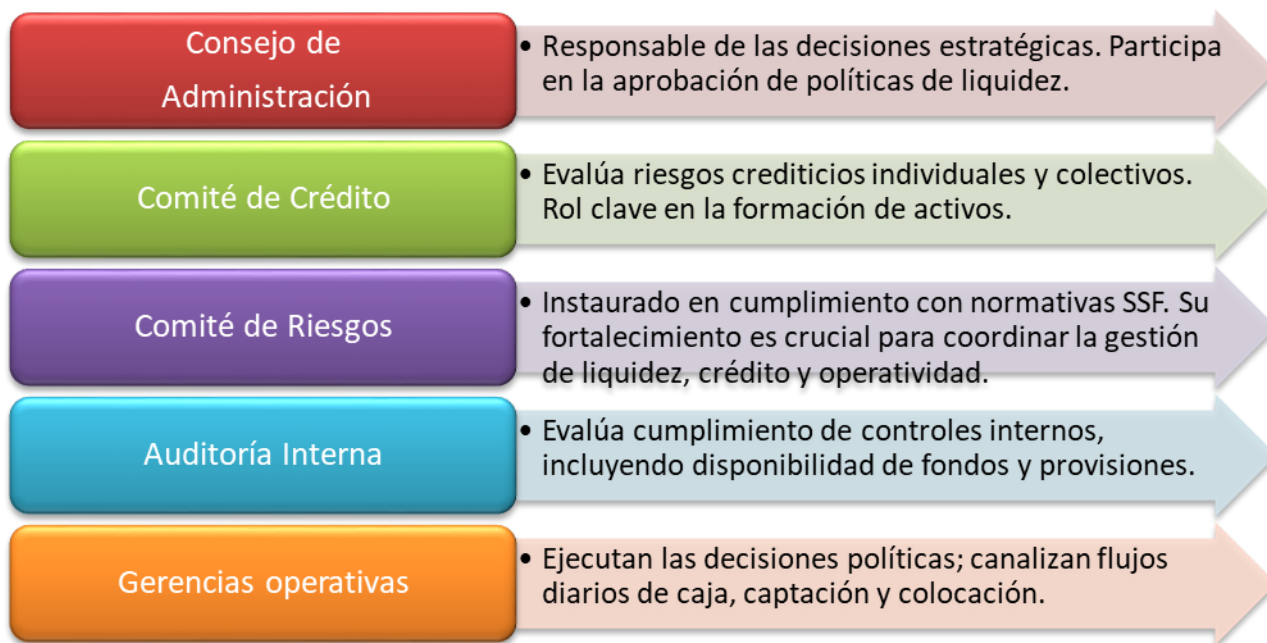 Consejo de
Administración
• Responsable de las decisiones estratégicas. Participa
en la aprobación de políticas de liquidez.
Comité de Crédito
• Evalúa riesgos crediticios individuales y colectivos.
Rol clave en la formación de activos.
Comité de Riesgos
• Instaurado en cumplimiento con normativas SSF. Su
fortalecimiento es crucial para coordinar la gestión
de liquidez, crédito y operatividad.
Auditoría Interna
• Evalúa cumplimiento de controles internos,
incluyendo disponibilidad de fondos y provisiones.
Gerencias operativas
• Ejecutan las decisiones políticas; canalizan flujos
diarios de caja, captación y colocación.